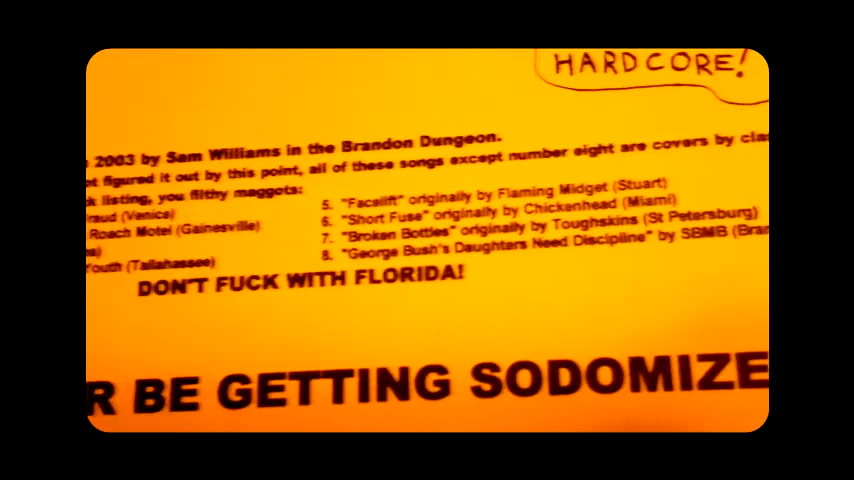 HARDCORE!
2003 by Sam Williams in the Brandon Dungeon.
figured it out by this point, all of these songs except number eight are covers by
listing, you filthy maggots:
(Venice)
Roach Motel (Gainesville)
Youth (Tallahassee)
5. "Facelift" originally by Flaming Midget (Stuart)
6. "Short Fuse" originally by Chickenhead (Miami)
7. "Broken Bottles" originally by Toughskins (St Petersburg)
8. "George Bush's Daughters Need Discipline" by SBMB
DON'T FUCK WITH FLORIDA!
R BE GETTING SODOMIZE